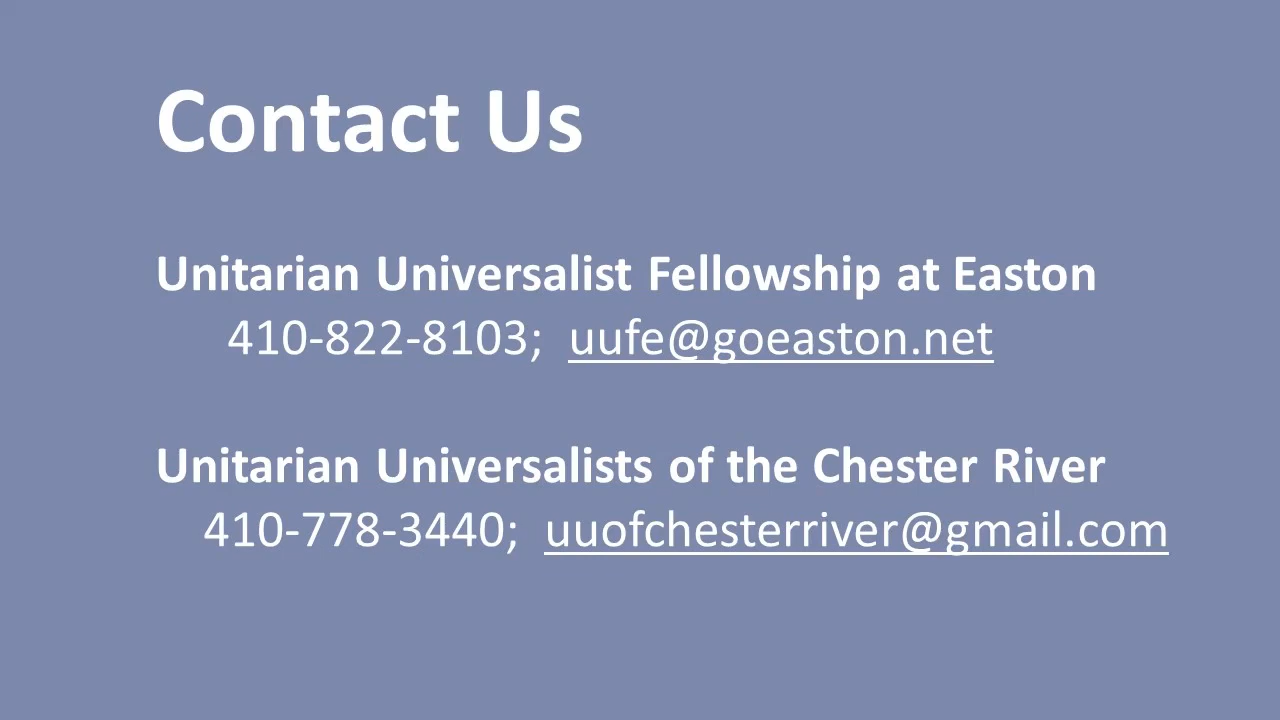 Contact Us
Unitarian Universalist Fellowship at Easton
410-822-8103; uufe@goeaston.net
Unitarian Universalists of the Chester River
410-778-3440; uuofchesterriver@gmail.com